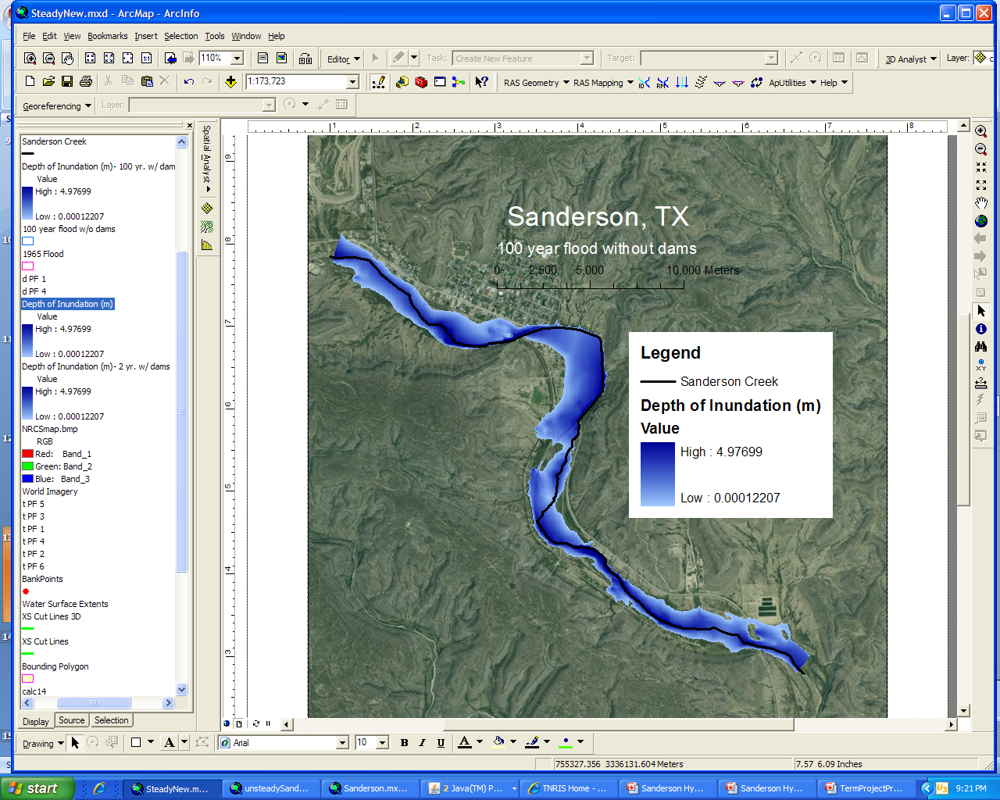 SteadyNew.mxd - ArcMap - ArcInfo
File Edit View Bookmarks Insert Selection Tools Window Help
110% Editor Task: Create New Feature Target: 3D Analyst Layer: c
1:173,723 RAS Geometry RAS Mapping ID RM ApUtilities Help
Georeferencing Layer:
Sanderson Creek
Depth of Inundation (m)- 100 yr. w/ dam
Value
High : 4.97699
Low : 0.00012207
100 year flood w/o dams
1965 Flood
d PF 1
d PF 4
Depth of Inundation (m)
Value
High : 4.97699
Low : 0.00012207
Depth of Inundation (m)- 2 yr. w/ dams
Value
High : 4.97699
Low : 0.00012207
NRCSmap.bmp
RGB
Red: Band_1
Green: Band_2
Blue: Band_3
World Imagery
t PF 5
t PF 3
t PF 1
t PF 4
t PF 2
t PF 6
BankPoints
Water Surface Extents
XS Cut Lines 3D
XS Cut Lines
Bounding Polygon
calc14
Display Source Selection
Spatial Analyst
1 2 3 4 5 6 7 8
9
8
7
6
5
4
3
Sanderson, TX
100 year flood without dams
0 2,500 5,000 10,000 Meters
Legend
Sanderson Creek
Depth of Inundation (m)
Value
High : 4.97699
Low : 0.00012207
Drawing A Arial 10 B I U A
755327.356 3336131.604 Meters 7.57 6.09 Inches
start SteadyNew.m... unsteadySand... Sanderson.mx... 2 Java(TM) P... TNRIS Home - ... Sanderson Hy... Sanderson Hy... TermProjectPr... 9:21 PM